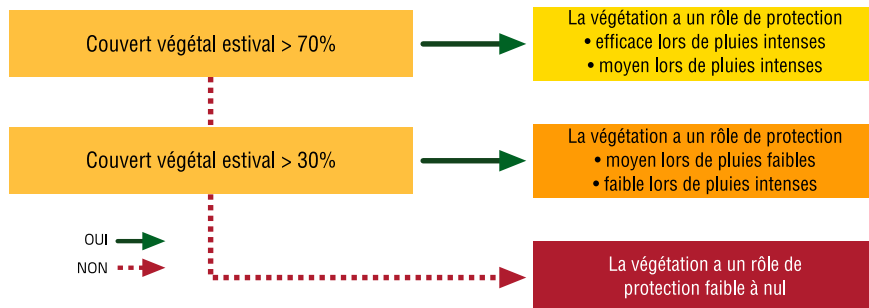 Couvert végétal estival > 70%
La végétation a un rôle de protection
• efficace lors de pluies intenses
• moyen lors de pluies intenses
Couvert végétal estival > 30%
La végétation a un rôle de protection
• moyen lors de pluies faibles
• faible lors de pluies intenses
OUI
NON
La végétation a un rôle de
protection faible à nul